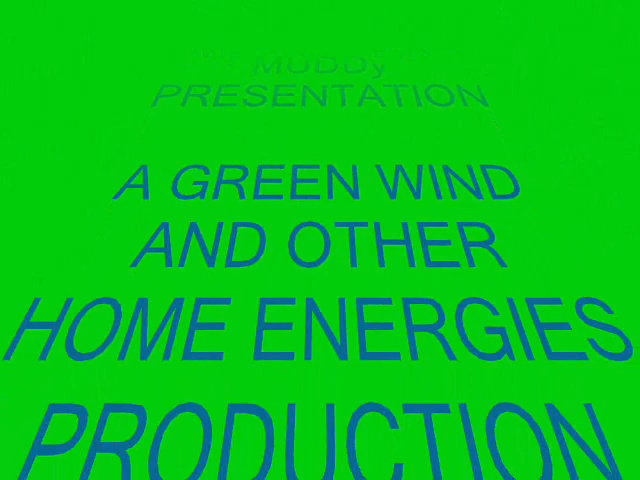 MUDDy
PRESENTATION
A GREEN WIND
AND OTHER
HOME ENERGIES
PRODUCTION